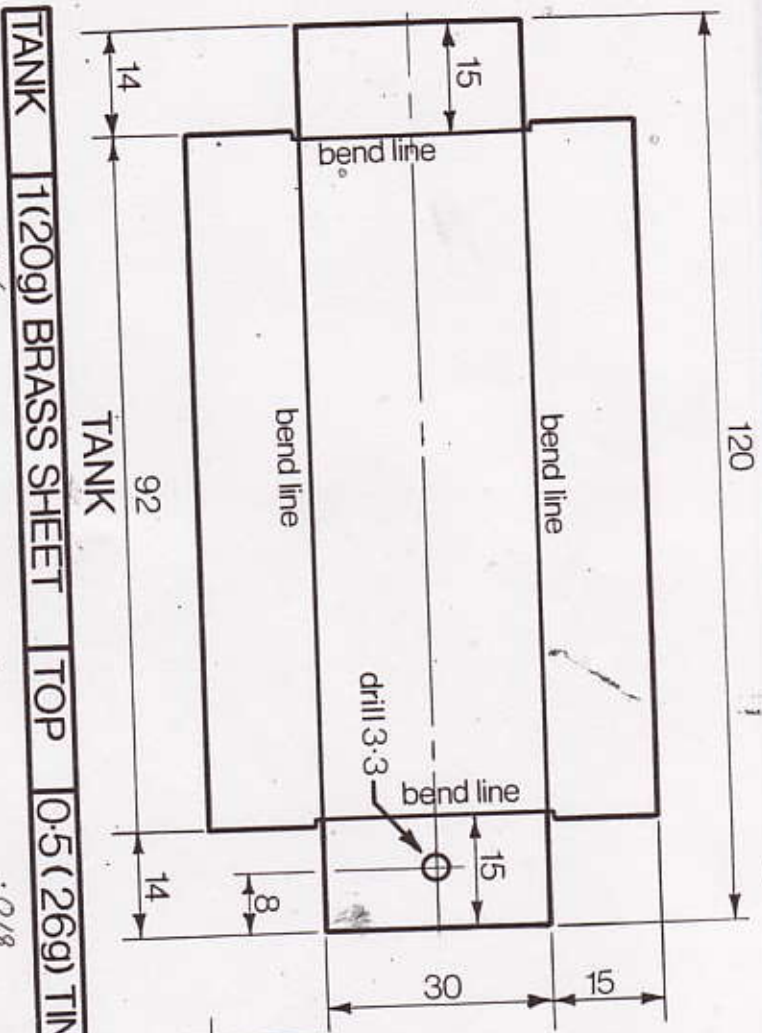 120
15
14
bend line
bend line
bend line
92
TANK
drill 3·3
bend line
15
14
8
30
15
TANK 1(20g) BRASS SHEET TOP 0·5(26g) TIN
·018